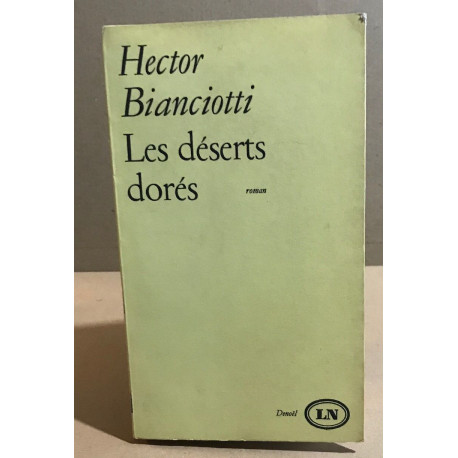 Hector
Bianciotti
Les déserts
dorés
roman
Denoël
LN